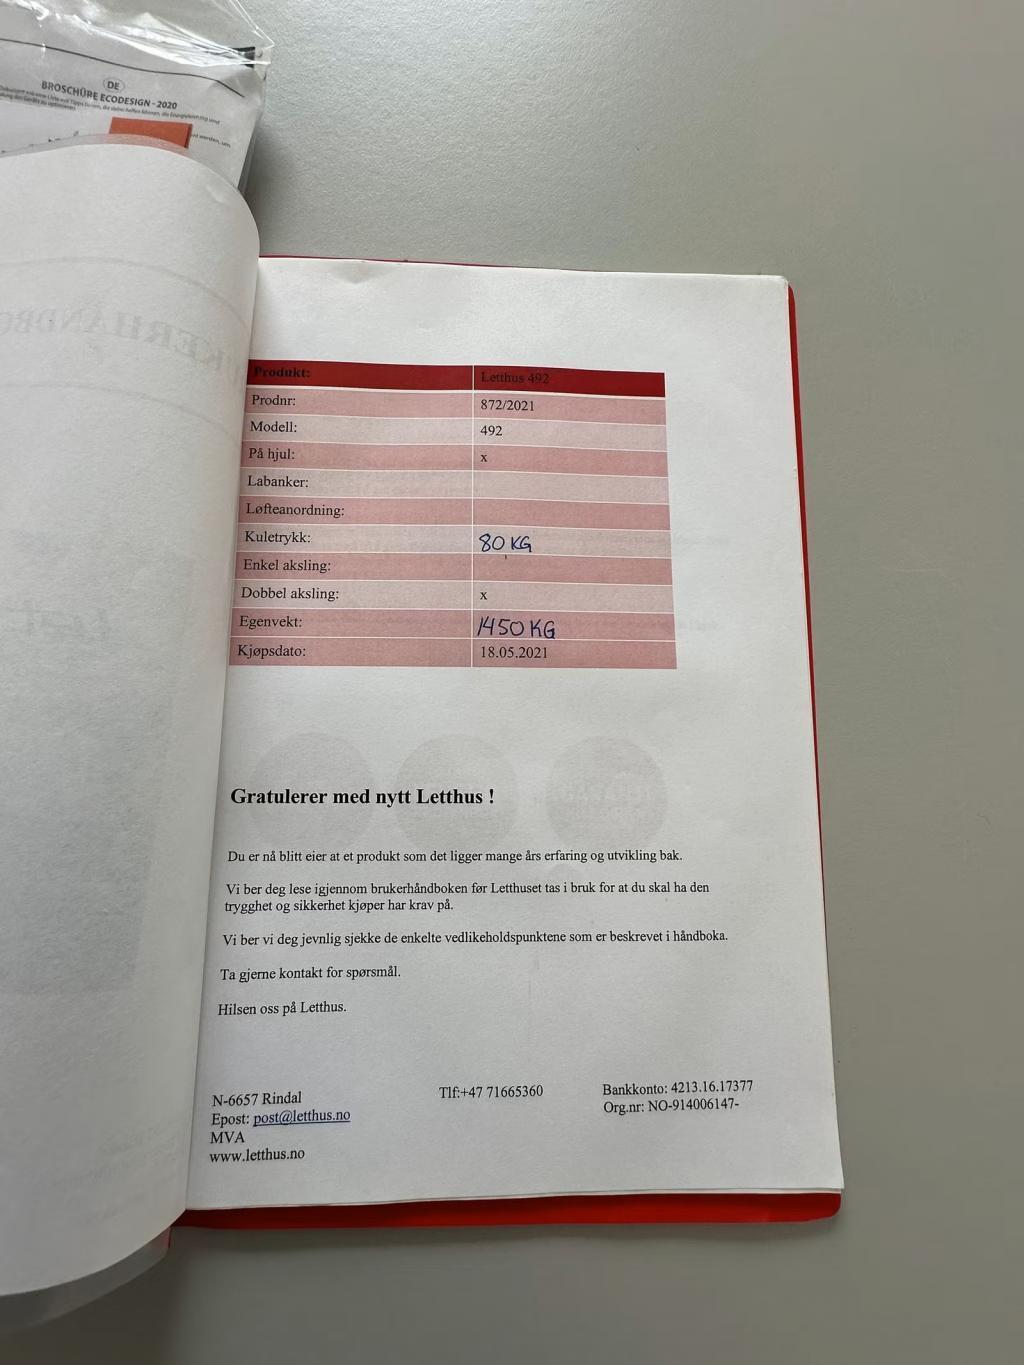 DE
BROSCHÜRE ECODESIGN - 2020
Produkt: Letthus 492
Prodnr: 872/2021
Modell: 492
På hjul: x
Labanker:
Løfteanordning:
Kuletrykk: 80 KG
Enkel aksling:
Dobbel aksling: x
Egenvekt: 1450 KG
Kjøpsdato: 18.05.2021
Gratulerer med nytt Letthus !
Du er nå blitt eier at et produkt som det ligger mange års erfaring og utvikling bak.
Vi ber deg lese igjennom brukerhåndboken før Letthuset tas i bruk for at du skal ha den
trygghet og sikkerhet kjøper har krav på.
Vi ber vi deg jevnlig sjekke de enkelte vedlikeholdspunktene som er beskrevet i håndboka.
Ta gjerne kontakt for spørsmål.
Hilsen oss på Letthus.
N-6657 Rindal Tlf:+47 71665360 Bankkonto: 4213.16.17377
Epost: post@letthus.no Org.nr: NO-914006147-
MVA
www.letthus.no